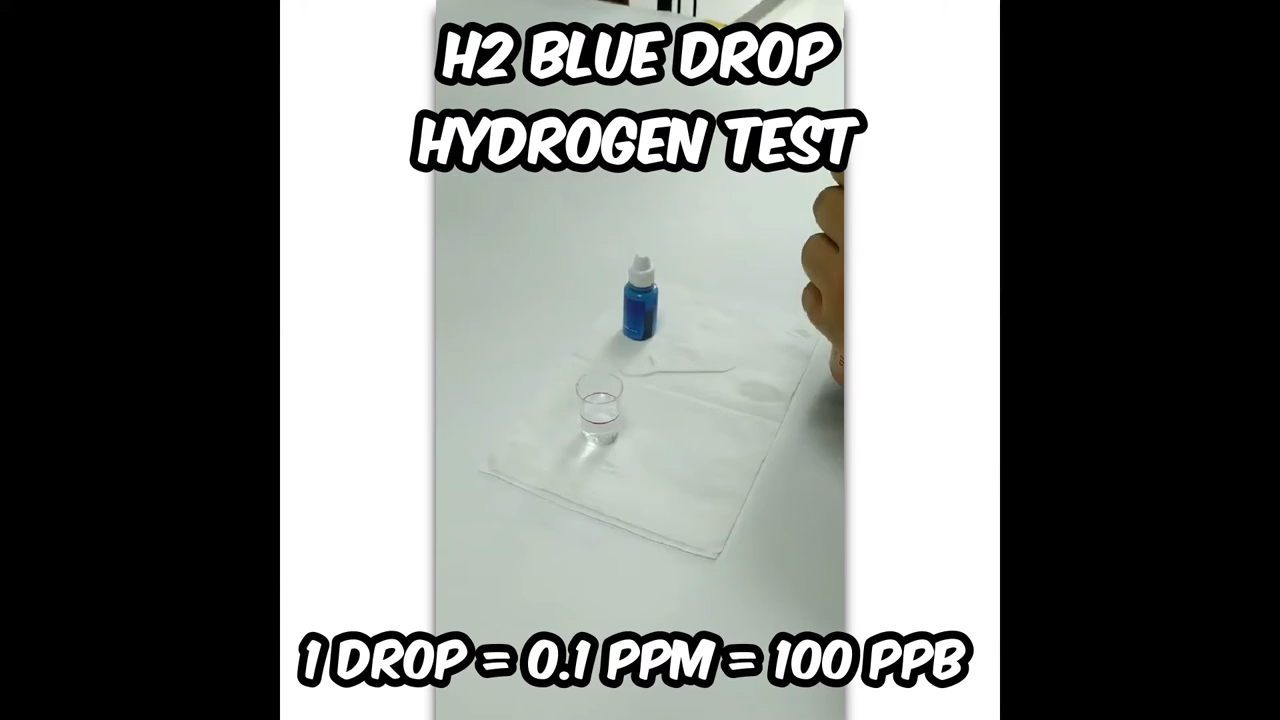 H2 BLUE DROP
HYDROGEN TEST
1 DROP = 0.1 PPM = 100 PPB